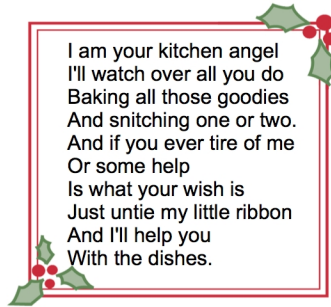 I am your kitchen angel
I'll watch over all you do
Baking all those goodies
And snitching one or two.
And if you ever tire of me
Or some help
Is what your wish is
Just untie my little ribbon
And I'll help you
With the dishes.